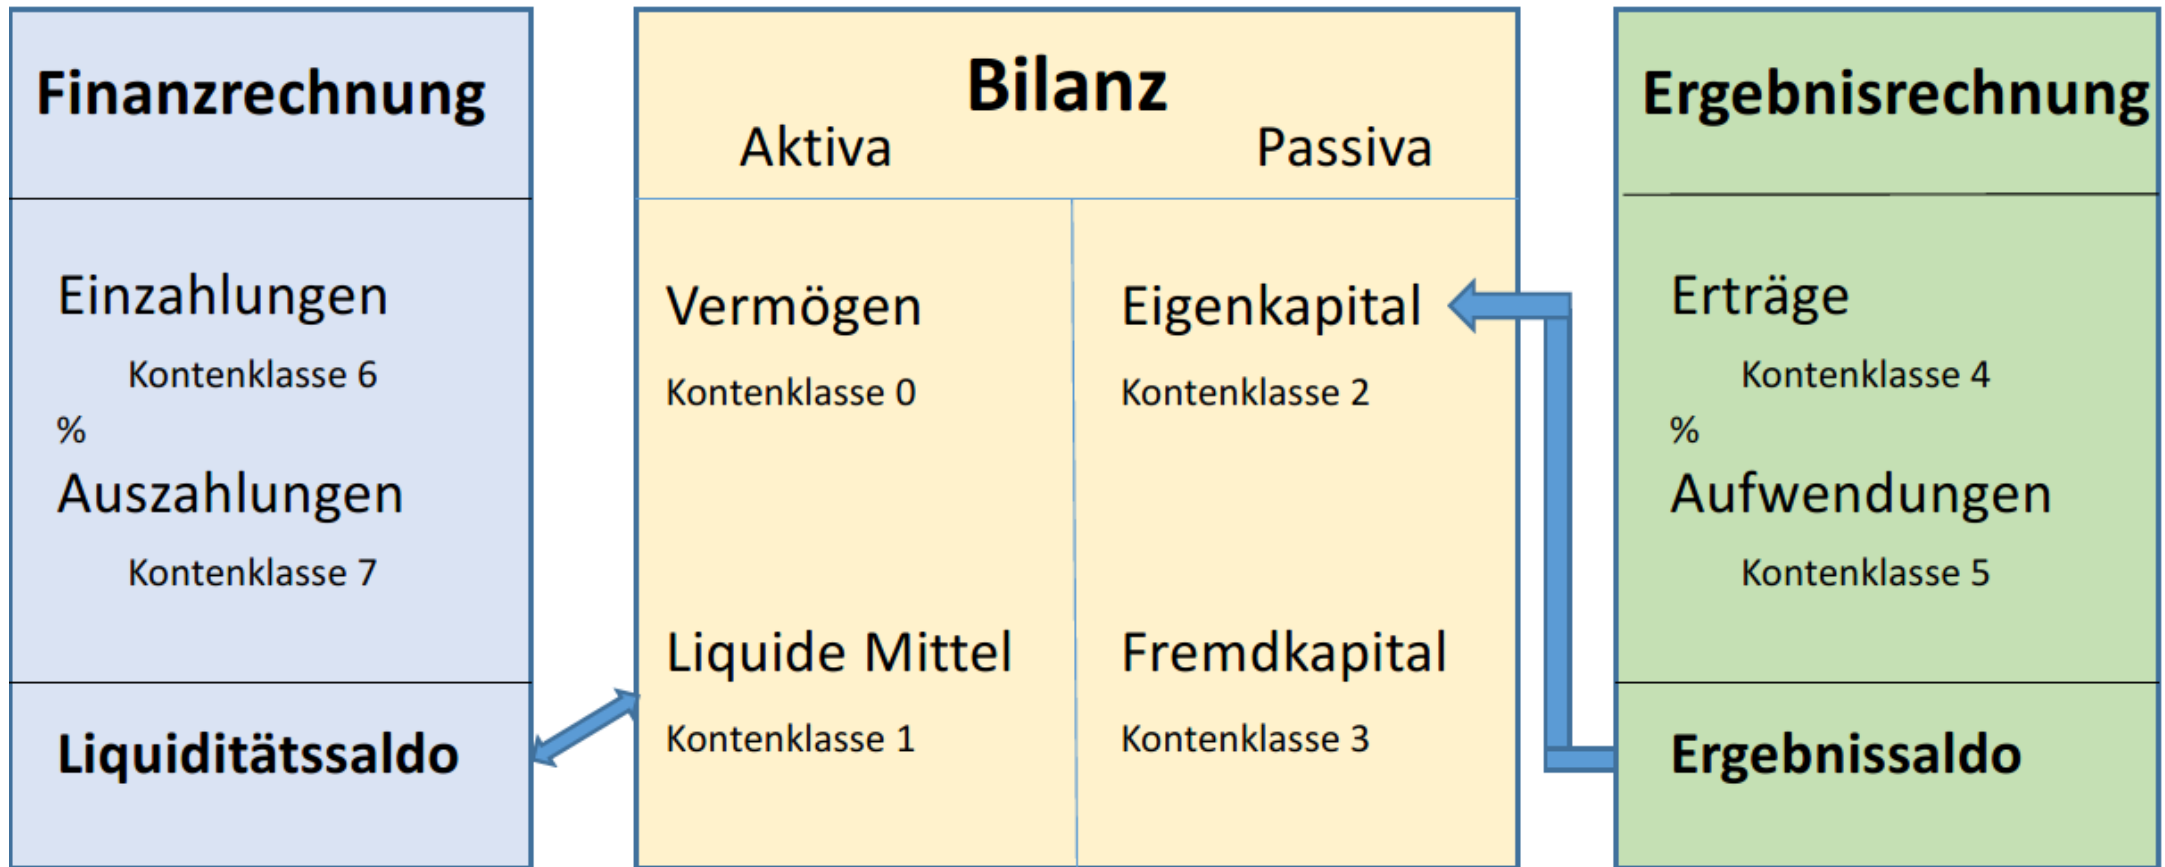 Finanzrechnung
Einzahlungen
Kontenklasse 6
%
Auszahlungen
Kontenklasse 7
Liquiditätssaldo
Bilanz
Aktiva Passiva
Vermögen
Kontenklasse 0
Liquide Mittel
Kontenklasse 1
Eigenkapital
Kontenklasse 2
Fremdkapital
Kontenklasse 3
Ergebnisrechnung
Erträge
Kontenklasse 4
%
Aufwendungen
Kontenklasse 5
Ergebnissaldo